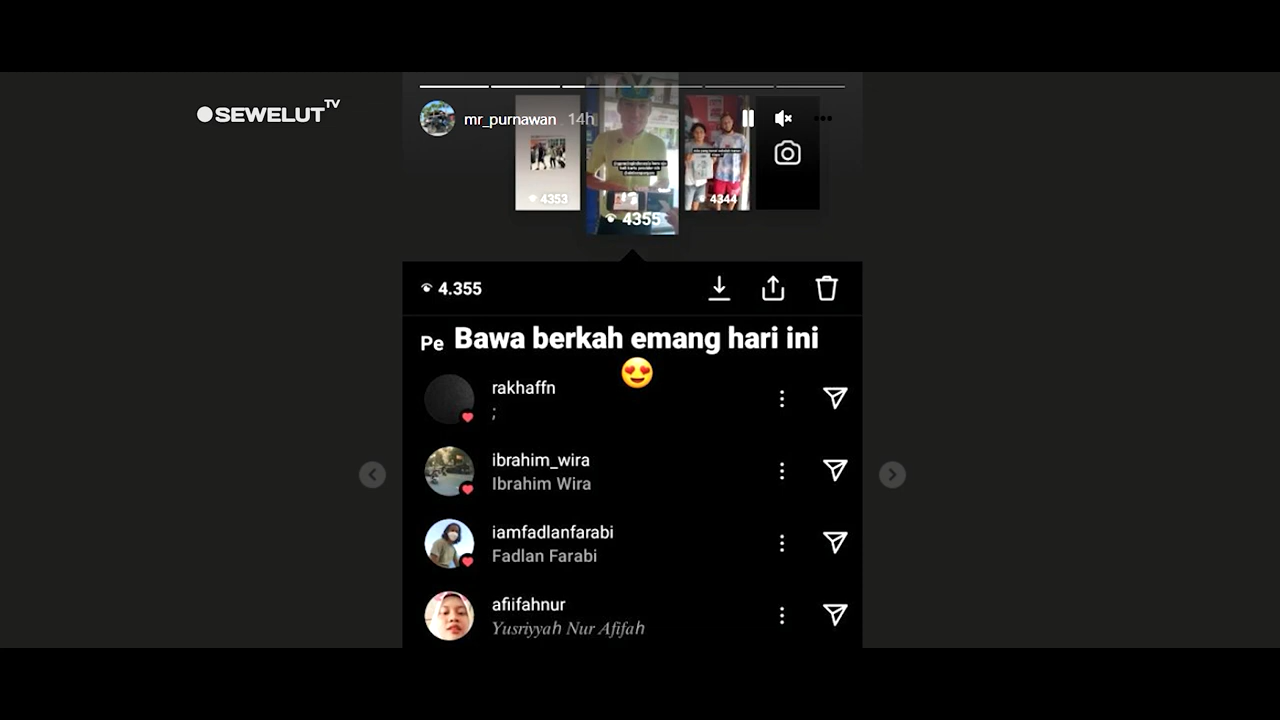 SEWELUT TV
mr_purnawan 14h
4353
4355
4344
4.355
Pe Bawa berkah emang hari ini
😍
rakhaffn
;
ibrahim_wira
Ibrahim Wira
iamfadlanfarabi
Fadlan Farabi
afiifahnur
Yusriyyah Nur Afifah